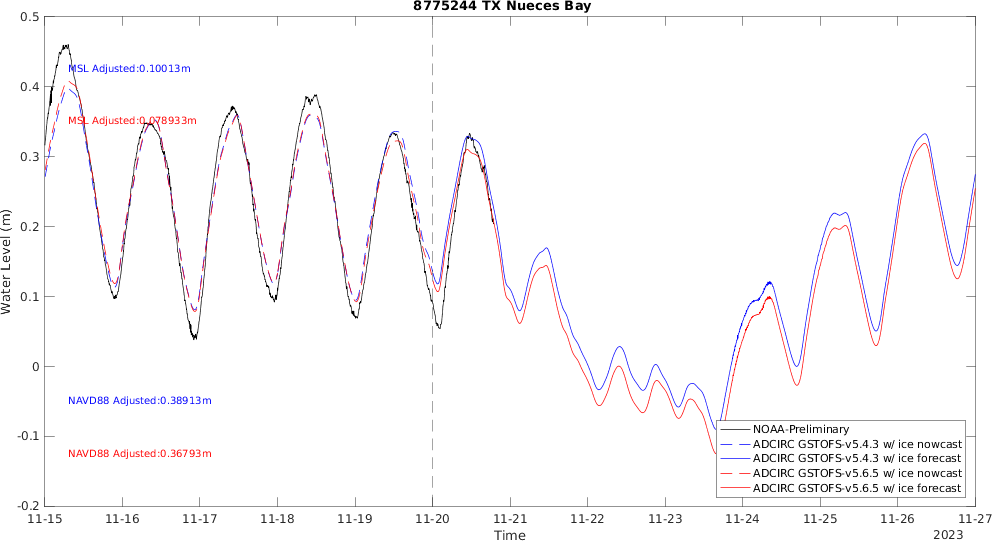 8775244 TX Nueces Bay
0.5
0.4
0.3
0.2
0.1
0
-0.1
-0.2
Water Level (m)
MSL Adjusted:0.10013m
MSL Adjusted:0.078933m
NAVD88 Adjusted:0.38913m
NAVD88 Adjusted:0.36793m
NOAA-Preliminary
ADCIRC GSTOFS-v5.4.3 w/ ice nowcast
ADCIRC GSTOFS-v5.4.3 w/ ice forecast
ADCIRC GSTOFS-v5.6.5 w/ ice nowcast
ADCIRC GSTOFS-v5.6.5 w/ ice forecast
11-15 11-16 11-17 11-18 11-19 11-20 11-21 11-22 11-23 11-24 11-25 11-26 11-27
Time
2023